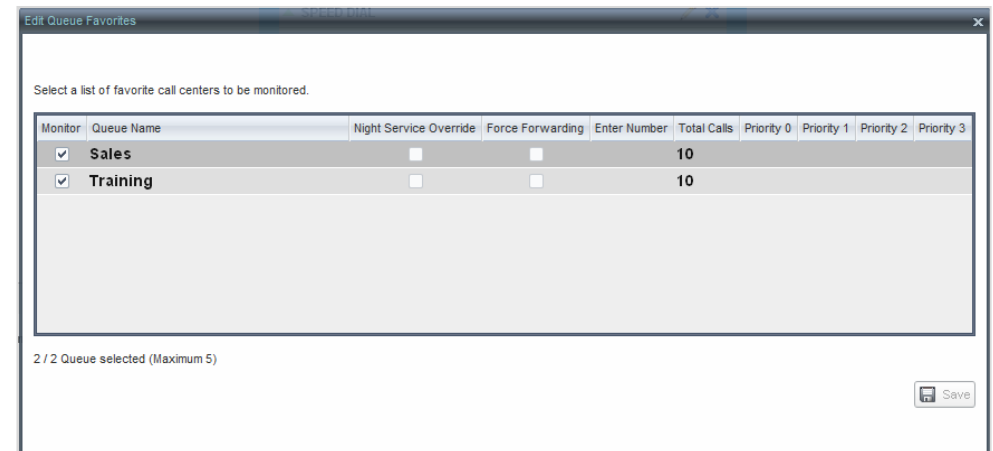 SPEED DIAL
Edit Queue Favorites
Select a list of favorite call centers to be monitored.
Monitor Queue Name Night Service Override Force Forwarding Enter Number Total Calls Priority 0 Priority 1 Priority 2 Priority 3
Sales 10
Training 10
2 / 2 Queue selected (Maximum 5)
Save